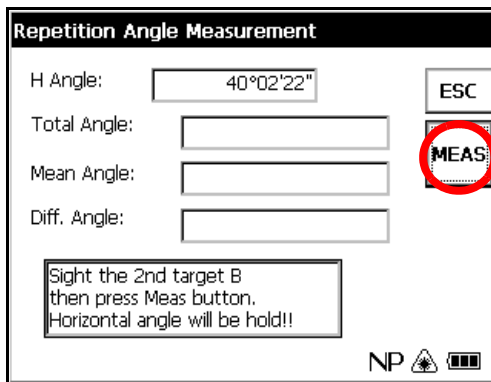 Repetition Angle Measurement
H Angle: 40°02'22"
ESC
Total Angle:
MEAS
Mean Angle:
Diff. Angle:
Sight the 2nd target B
then press Meas button.
Horizontal angle will be hold!!
NP